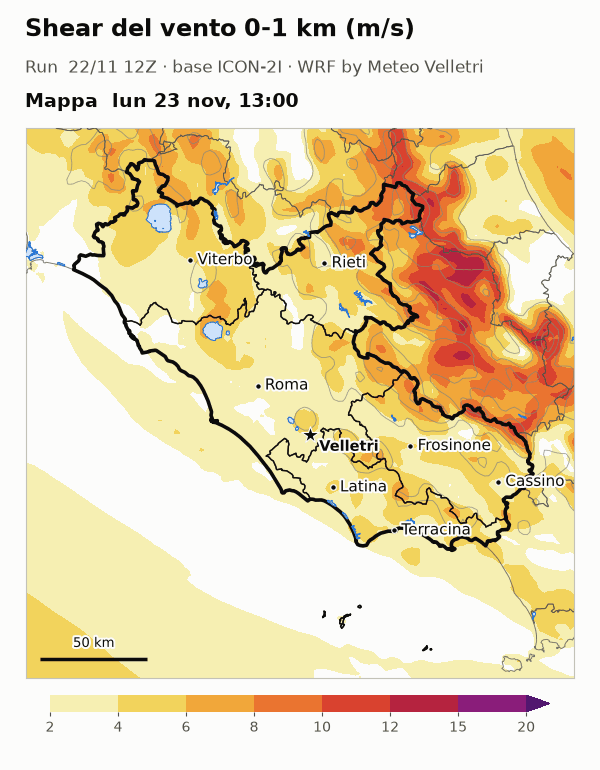 Shear del vento 0-1 km (m/s)
Run  22/11 12Z · base ICON-2I · WRF by Meteo Velletri
Mappa  lun 23 nov, 13:00
Viterbo
Rieti
Roma
Velletri
Frosinone
Latina
Cassino
Terracina
50 km
2 4 6 8 10 12 15 20